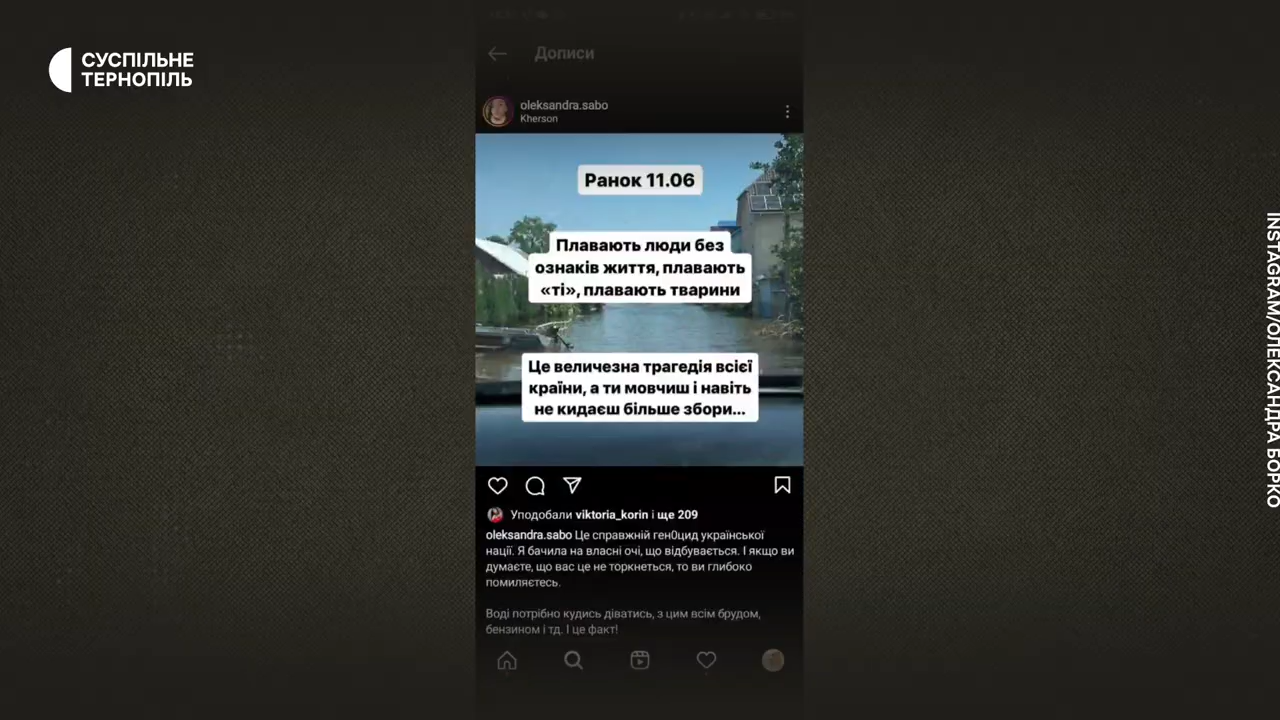 СУСПІЛЬНЕ
ТЕРНОПІЛЬ
Дописи
oleksandra.sabo
Kherson
Ранок 11.06
Плавають люди без
ознаків життя, плавають
«ті», плавають тварини
Це величезна трагедія всієї
країни, а ти мовчиш і навіть
не кидаєш більше збори...
Уподобали viktoria_korin і ще 209
oleksandra.sabo Це справжній ген0цид української
нації. Я бачила на власні очі, що відбувається. І якщо ви
думаєте, що вас це не торкнеться, то ви глибоко
помиляєтесь.
Воді потрібно кудись діватись, з цим всім брудом,
бензином і тд. І це факт!
INSTAGRAM/ОЛЕКСАНДРА БОРКО